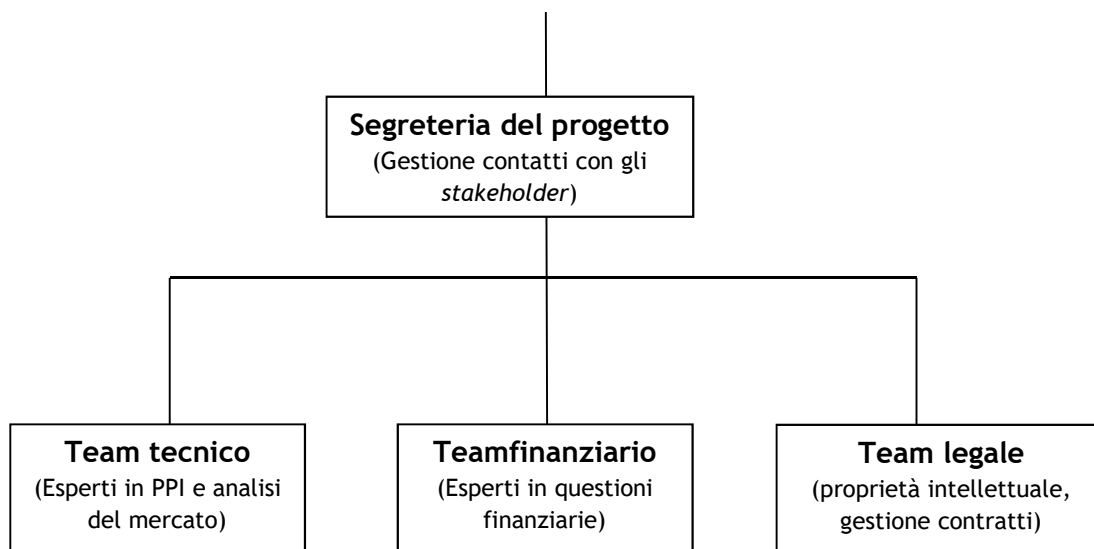 Segreteria del progetto
(Gestione contatti con gli
stakeholder)
Team tecnico
(Esperti in PPI e analisi
del mercato)
Teamfinanziario
(Esperti in questioni
finanziarie)
Team legale
(proprietà intellettuale,
gestione contratti)